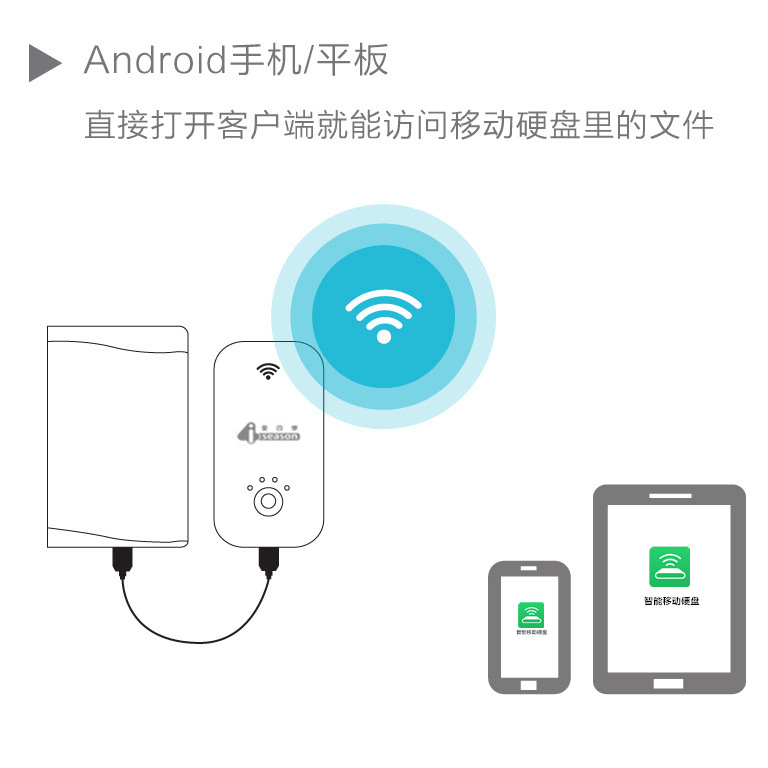 Android手机/平板
直接打开客户端就能访问移动硬盘里的文件
爱四季
iseason
智能移动硬盘
智能移动硬盘